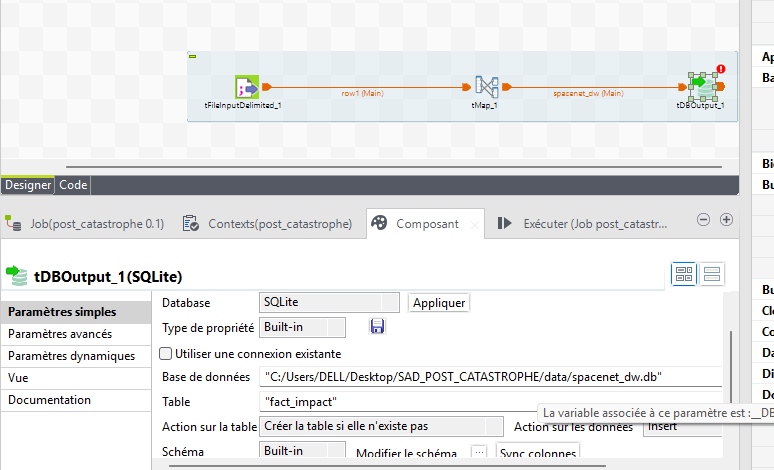 Ap
Ba
row1 (Main)
spacenet_dw (Main)
tFileInputDelimited_1
tMap_1
tDBOutput_1
Bi
Bu
Designer
Code
Job(post_catastrophe 0.1)
Contexts(post_catastrophe)
Composant
Exécuter (Job post_catastr...
tDBOutput_1(SQLite)
Bu
Paramètres simples
Database
SQLite
Appliquer
Cl
Paramètres avancés
Type de propriété
Built-in
Co
Paramètres dynamiques
Utiliser une connexion existante
Da
Vue
Base de données
"C:/Users/DELL/Desktop/SAD_POST_CATASTROPHE/data/spacenet_dw.db"
Di
Documentation
Table
"fact_impact"
Do
La variable associée à ce paramètre est :__DB
Action sur la table
Créer la table si elle n'existe pas
Action sur les données
Insert
Schéma
Built-in
Modifier le schéma
...
Sync colonnes